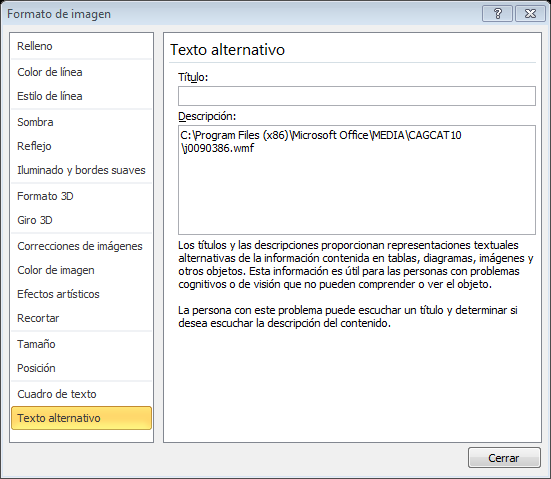 Formato de imagen
Relleno
Color de línea
Estilo de línea
Sombra
Reflejo
Iluminado y bordes suaves
Formato 3D
Giro 3D
Correcciones de imágenes
Color de imagen
Efectos artísticos
Recortar
Tamaño
Posición
Cuadro de texto
Texto alternativo
Texto alternativo
Título:
Descripción:
C:\Program Files (x86)\Microsoft Office\MEDIA\CAGCAT10
\j0090386.wmf
Los títulos y las descripciones proporcionan representaciones textuales
alternativas de la información contenida en tablas, diagramas, imágenes y
otros objetos. Esta información es útil para las personas con problemas
cognitivos o de visión que no pueden comprender o ver el objeto.
La persona con este problema puede escuchar un título y determinar si
desea escuchar la descripción del contenido.
Cerrar